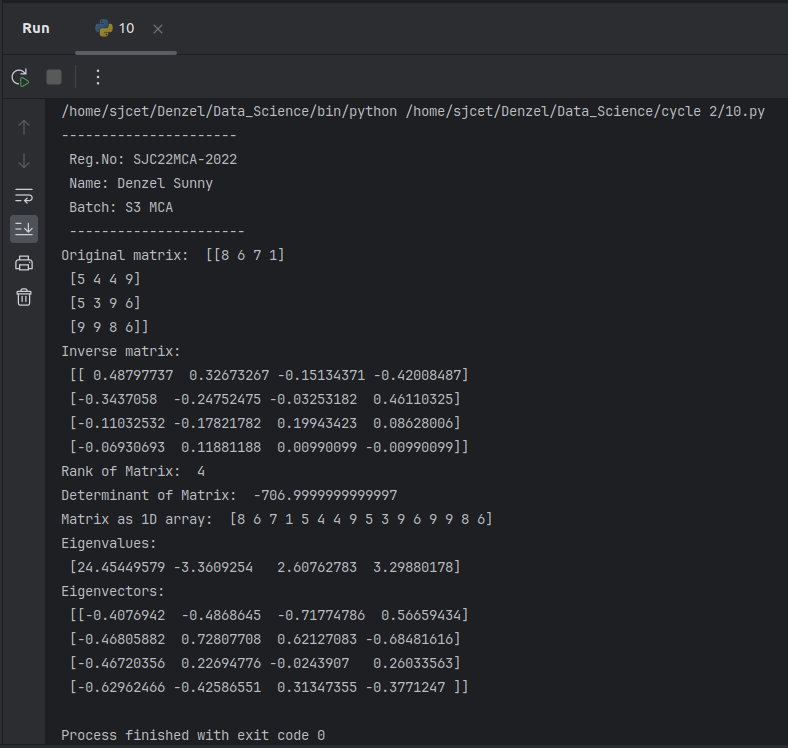 Run
10
/home/sjcet/Denzel/Data_Science/bin/python /home/sjcet/Denzel/Data_Science/cycle 2/10.py
----------------------
Reg.No: SJC22MCA-2022
Name: Denzel Sunny
Batch: S3 MCA
----------------------
Original matrix:  [[8 6 7 1]
[5 4 4 9]
[5 3 9 6]
[9 9 8 6]]
Inverse matrix:
[[ 0.48797737  0.32673267 -0.15134371 -0.42008487]
[-0.3437058  -0.24752475 -0.03253182  0.46110325]
[-0.11032532 -0.17821782  0.19943423  0.08628006]
[-0.06930693  0.11881188  0.00990099 -0.00990099]]
Rank of Matrix:  4
Determinant of Matrix:  -706.9999999999997
Matrix as 1D array:  [8 6 7 1 5 4 4 9 5 3 9 6 9 9 8 6]
Eigenvalues:
[24.45449579 -3.3609254   2.60762783  3.29880178]
Eigenvectors:
[[-0.4076942  -0.4868645  -0.71774786  0.56659434]
[-0.46805882  0.72807708  0.62127083 -0.68481616]
[-0.46720356  0.22694776 -0.0243907   0.26033563]
[-0.62962466 -0.42586551  0.31347355 -0.3771247 ]]
Process finished with exit code 0